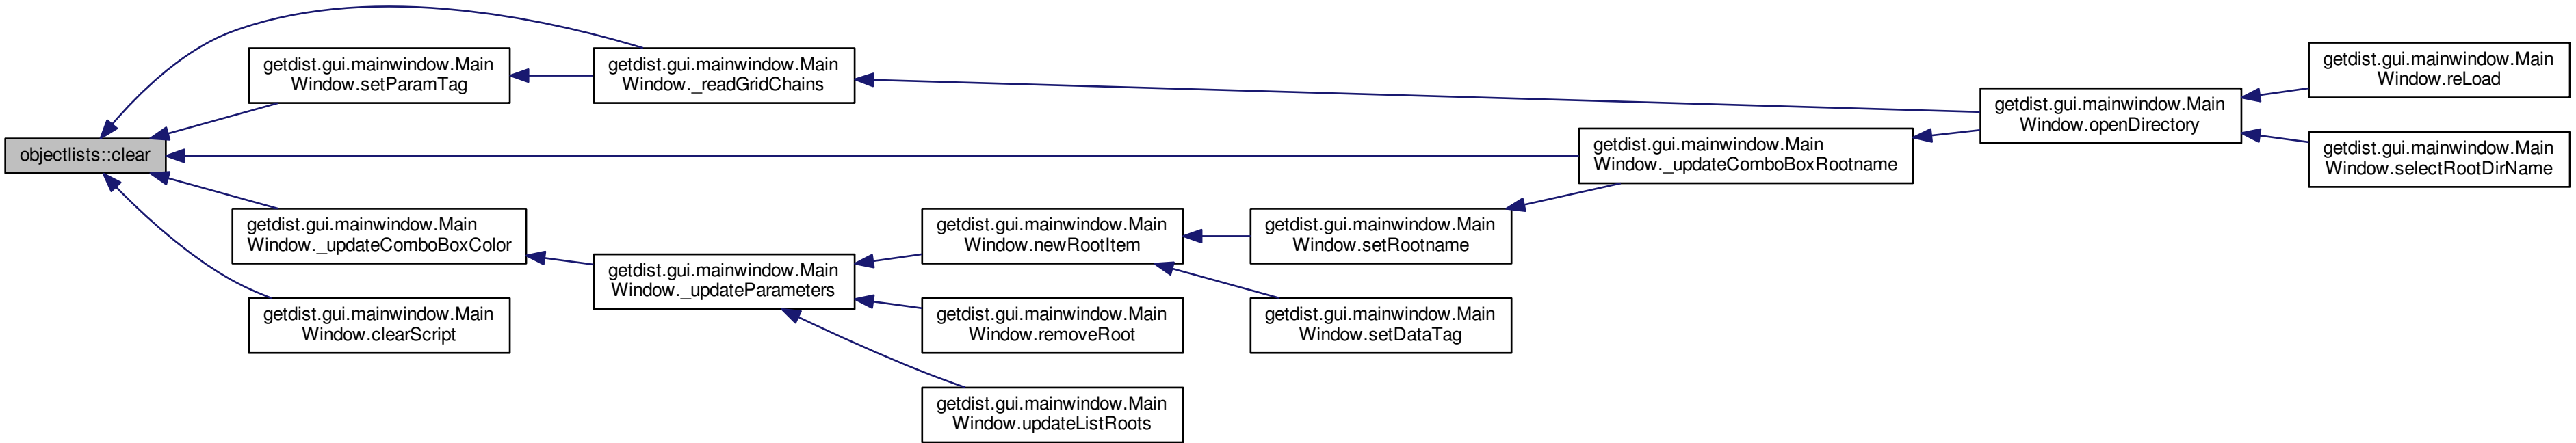 objectlists::clear
getdist.gui.mainwindow.Main
Window.setParamTag
getdist.gui.mainwindow.Main
Window._readGridChains
getdist.gui.mainwindow.Main
Window._updateComboBoxRootname
getdist.gui.mainwindow.Main
Window.openDirectory
getdist.gui.mainwindow.Main
Window.reLoad
getdist.gui.mainwindow.Main
Window.selectRootDirName
getdist.gui.mainwindow.Main
Window._updateComboBoxColor
getdist.gui.mainwindow.Main
Window._updateParameters
getdist.gui.mainwindow.Main
Window.newRootItem
getdist.gui.mainwindow.Main
Window.setRootname
getdist.gui.mainwindow.Main
Window.setDataTag
getdist.gui.mainwindow.Main
Window.removeRoot
getdist.gui.mainwindow.Main
Window.updateListRoots
getdist.gui.mainwindow.Main
Window.clearScript